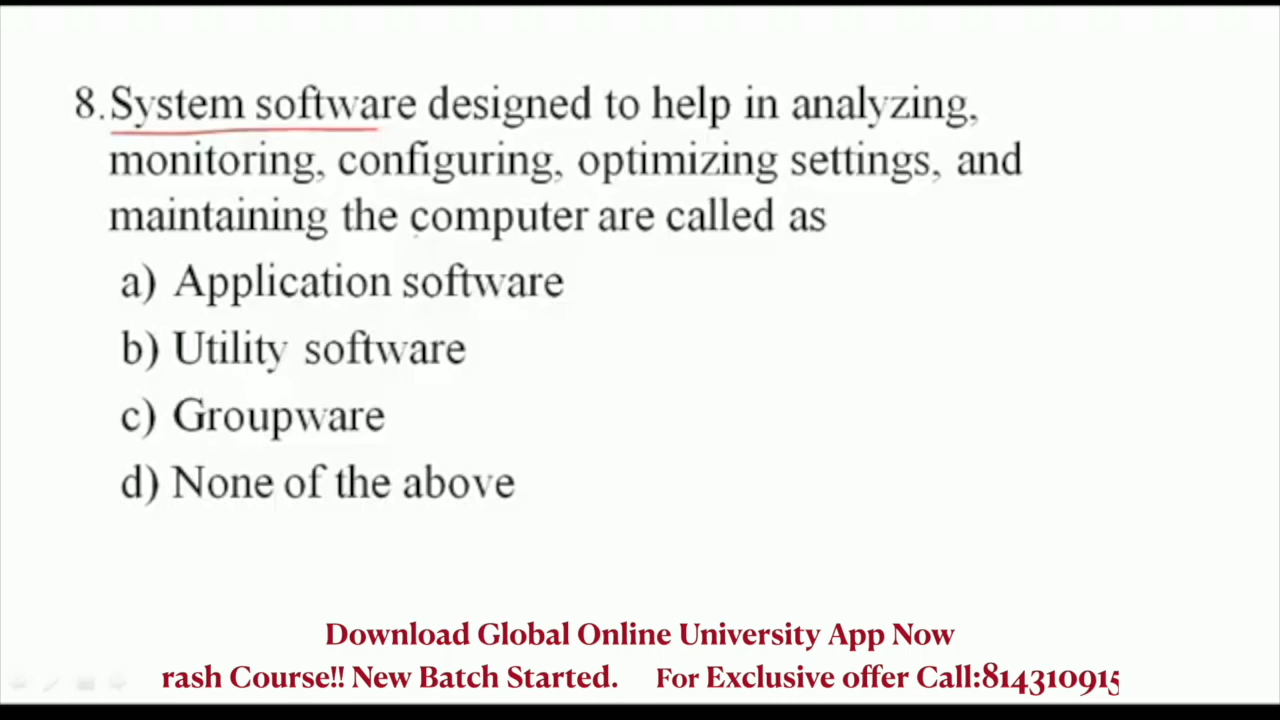 8. System software designed to help in analyzing,
monitoring, configuring, optimizing settings, and
maintaining the computer are called as
a) Application software
b) Utility software
c) Groupware
d) None of the above
Download Global Online University App Now
rash Course!! New Batch Started. For Exclusive offer Call:814310915